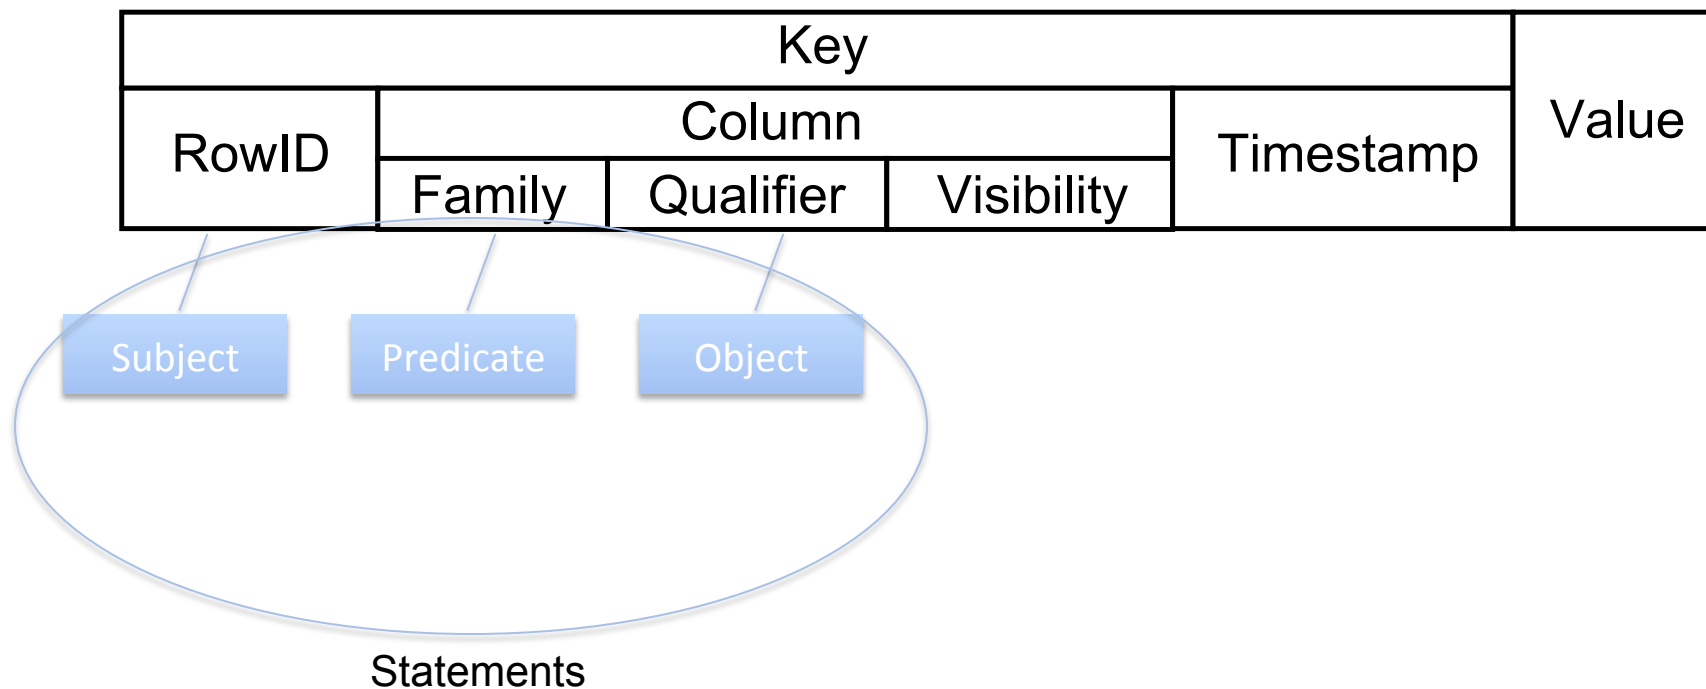 Key
Value
RowID
Column
Timestamp
Family Qualifier Visibility
Subject Predicate Object
Statements